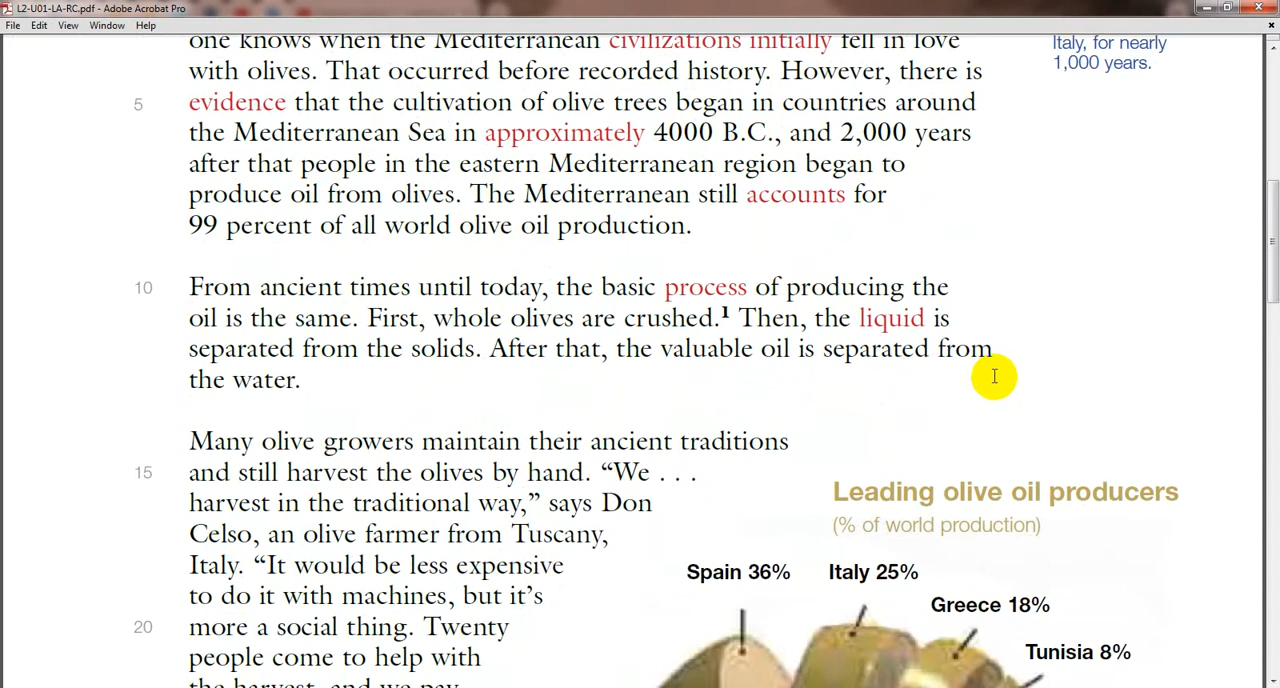 L2-U01-LA-RC.pdf - Adobe Acrobat Pro
File Edit View Window Help
one knows when the Mediterranean civilizations initially fell in love
with olives. That occurred before recorded history. However, there is
5 evidence that the cultivation of olive trees began in countries around
the Mediterranean Sea in approximately 4000 B.C., and 2,000 years
after that people in the eastern Mediterranean region began to
produce oil from olives. The Mediterranean still accounts for
99 percent of all world olive oil production.
Italy, for nearly
1,000 years.
10 From ancient times until today, the basic process of producing the
oil is the same. First, whole olives are crushed.¹ Then, the liquid is
separated from the solids. After that, the valuable oil is separated from
the water.
Many olive growers maintain their ancient traditions
15 and still harvest the olives by hand. “We . . .
harvest in the traditional way,” says Don
Celso, an olive farmer from Tuscany,
Italy. “It would be less expensive
to do it with machines, but it’s
20 more a social thing. Twenty
people come to help with
the harvest, and we pay
Leading olive oil producers
(% of world production)
Spain 36%
Italy 25%
Greece 18%
Tunisia 8%